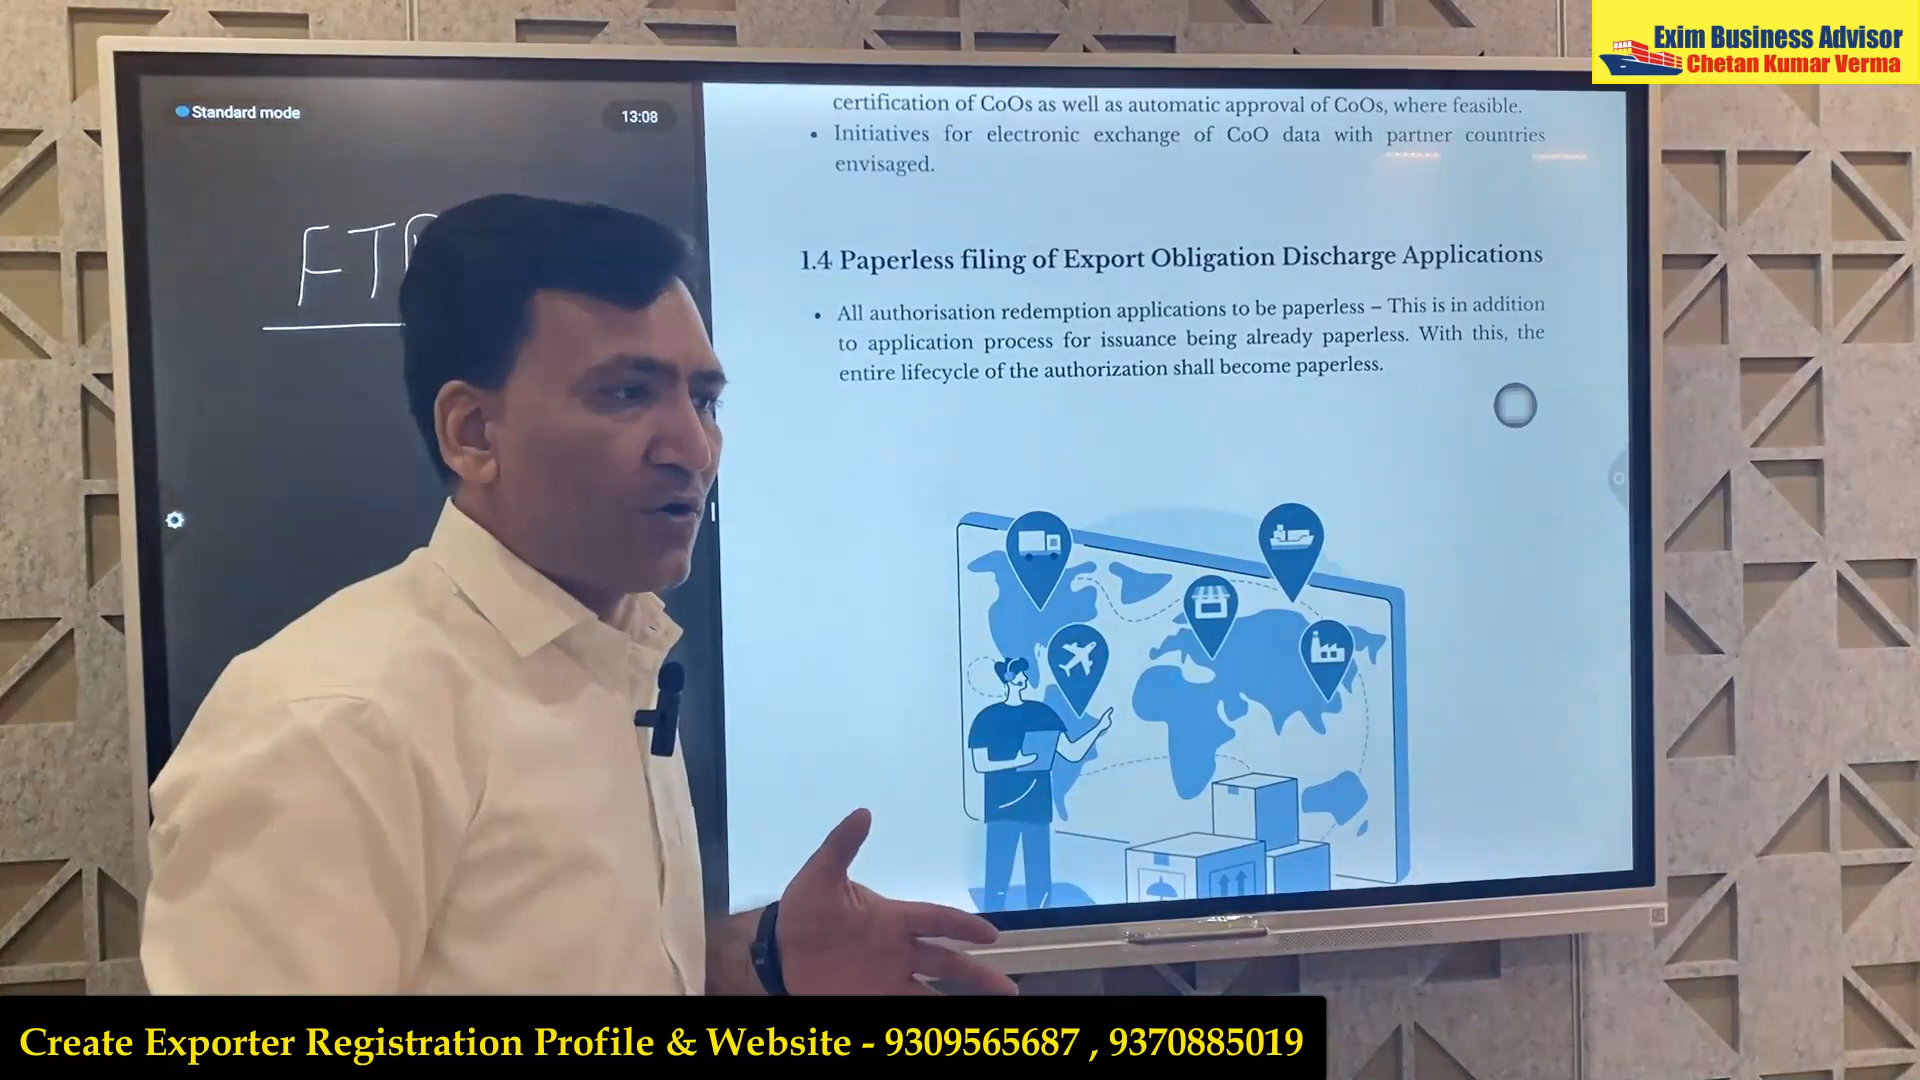 Exim Business Advisor
Chetan Kumar Verma
Standard mode
13:08
certification of CoOs as well as automatic approval of CoOs, where feasible.
• Initiatives for electronic exchange of CoO data with partner countries
envisaged.
1.4 Paperless filing of Export Obligation Discharge Applications
• All authorisation redemption applications to be paperless – This is in addition
to application process for issuance being already paperless. With this, the
entire lifecycle of the authorization shall become paperless.
Create Exporter Registration Profile & Website - 9309565687 , 9370885019